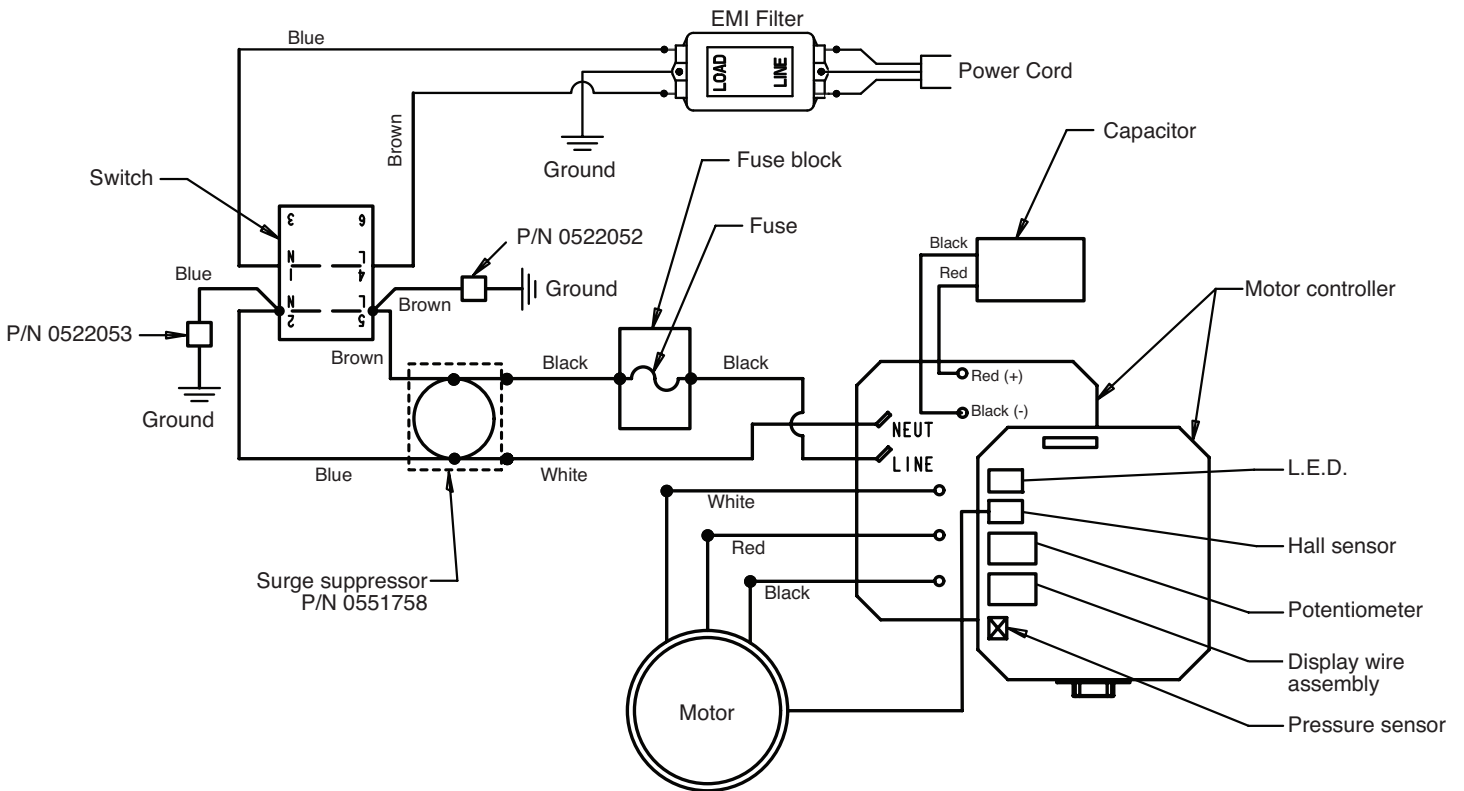 EMI Filter
Blue
LOAD
LINE
Power Cord
Brown
Ground
Capacitor
Fuse block
Switch
3
6
Fuse
P/N 0522052
N
L
1
4
Black
Blue
Red
Brown
Ground
Motor controller
N
L
2
5
P/N 0522053
Brown
Black
Black
Red (+)
Ground
Black (-)
NEUT
Blue
White
LINE
L.E.D.
White
Hall sensor
Red
Surge suppressor
P/N 0551758
Black
Potentiometer
Display wire
assembly
Motor
Pressure sensor